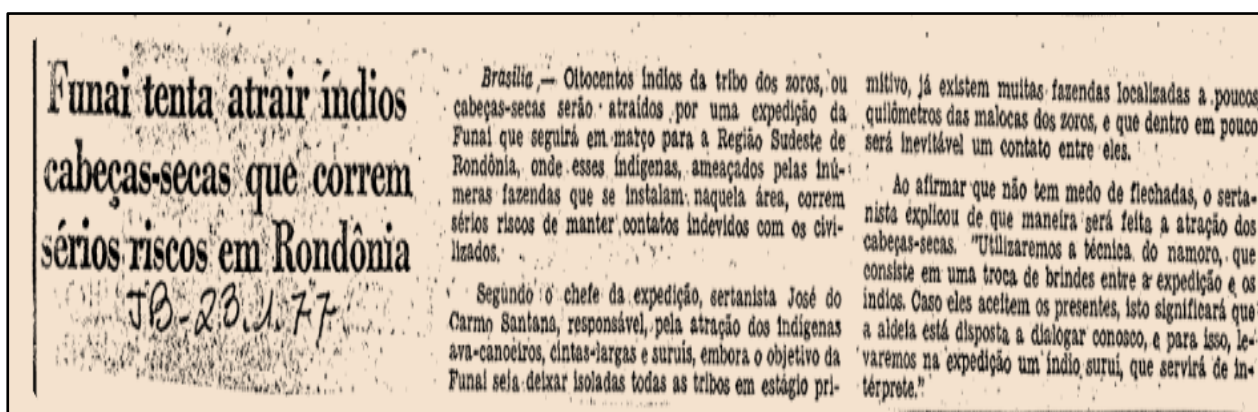 Funai tenta atrair índios
cabeças-secas que correm
sérios riscos em Rondônia
JB-23.1.77
Brasília,— Oitocentos índios da tribo dos zoros, ou
cabeças-secas serão atraídos por uma expedição da
Funai que seguirá em março para a Região Sudeste de
Rondônia, onde esses indígenas, ameaçados pelas inú-
meras fazendas que se instalam naquela área, correm
sérios riscos de manter contatos indevidos com os civi-
lizados.
Segundo o chefe da expedição, sertanista José do
Carmo Santana, responsável, pela atração dos indígenas
ava-canoeiros, cintas-largas e suruis, embora o objetivo da
Funai seja deixar isoladas todas as tribos em estágio pri-
mitivo, já existem muitas fazendas localizadas a poucos
quilômetros das malocas dos zoros, e que dentro em pouco
será inevitável um contato entre eles.
Ao afirmar que não tem medo de flechadas, o serta-
nista explicou de que maneira será feita a atração dos
cabeças-secas. "Utilizaremos a técnica do namoro, que
consiste em uma troca de brindes entre a expedição e os
índios. Caso eles aceitem os presentes, isto significará que
a aldeia está disposta a dialogar conosco, e para isso, le-
varemos na expedição um índio surui, que servirá de in-
térprete."